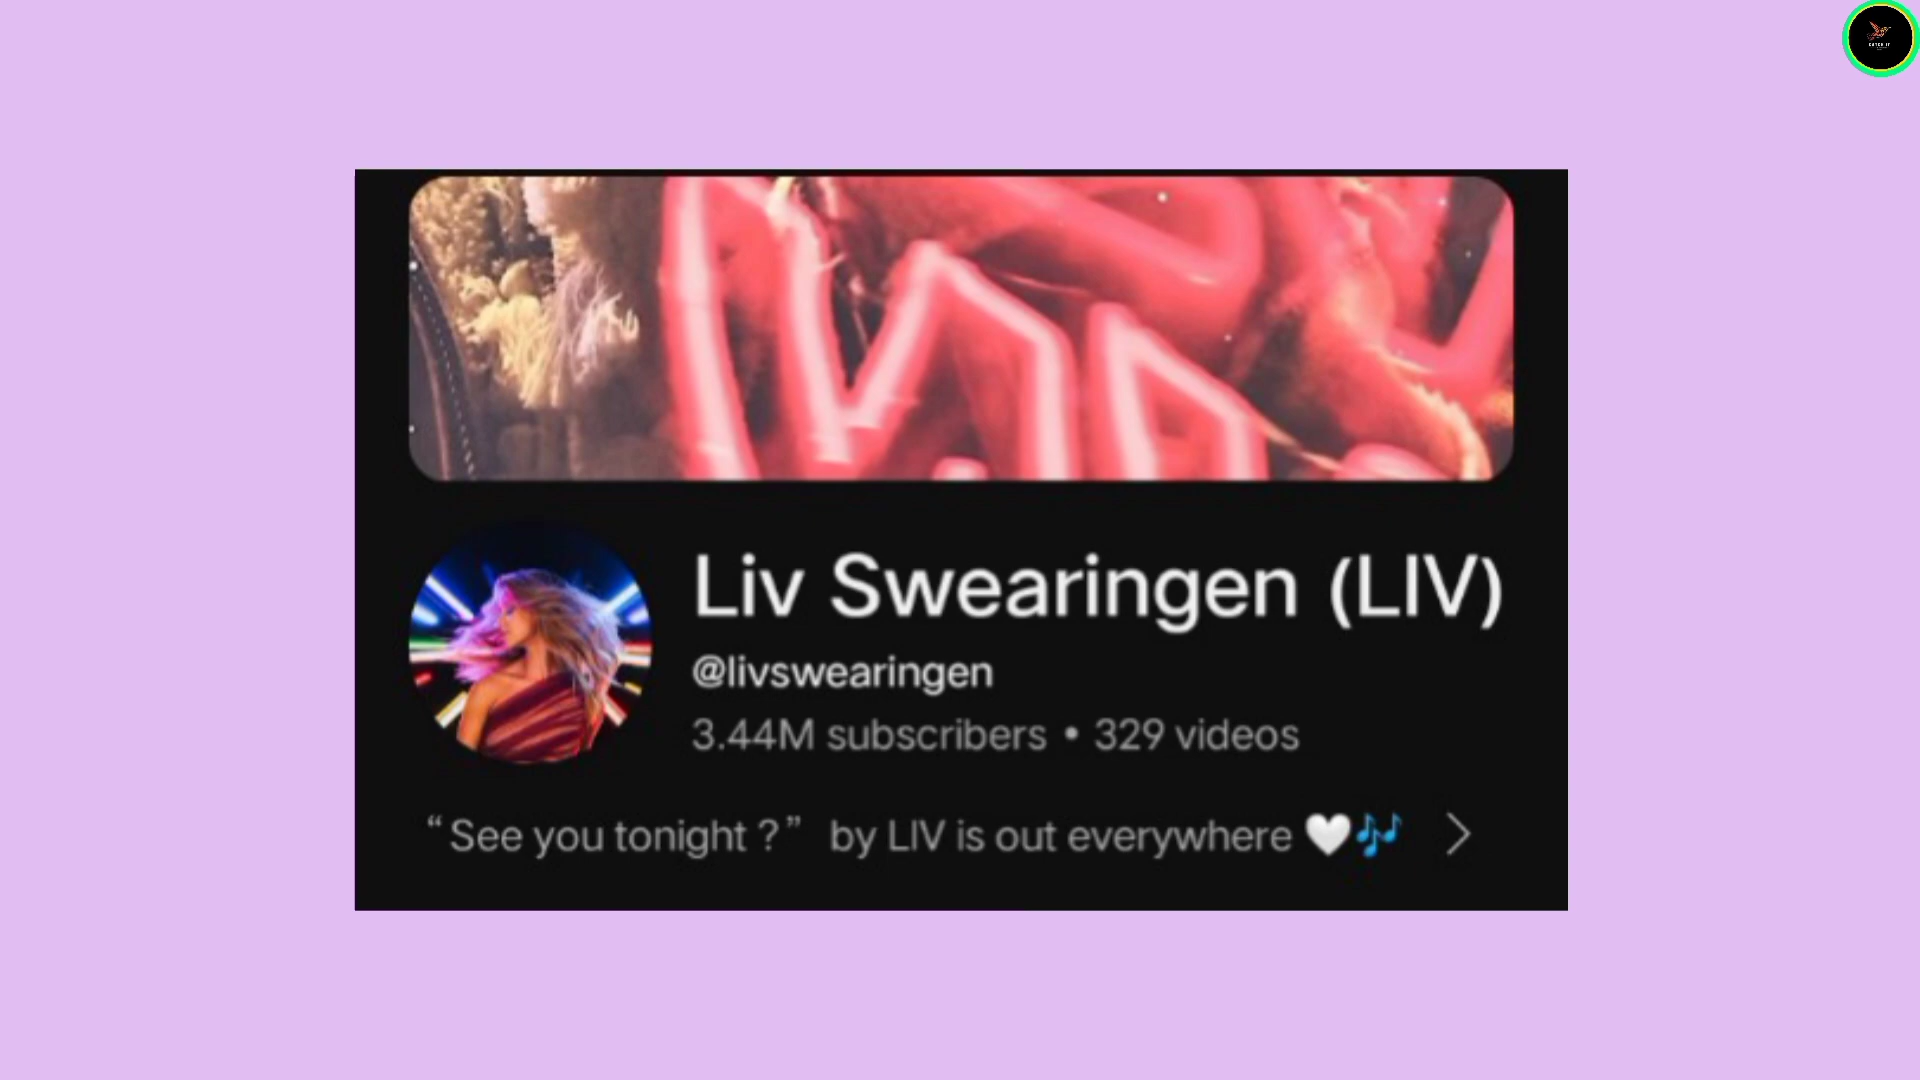 Liv Swearingen (LIV)
@livswearingen
3.44M subscribers • 329 videos
“See you tonight ?” by LIV is out everywhere 🤍🎶